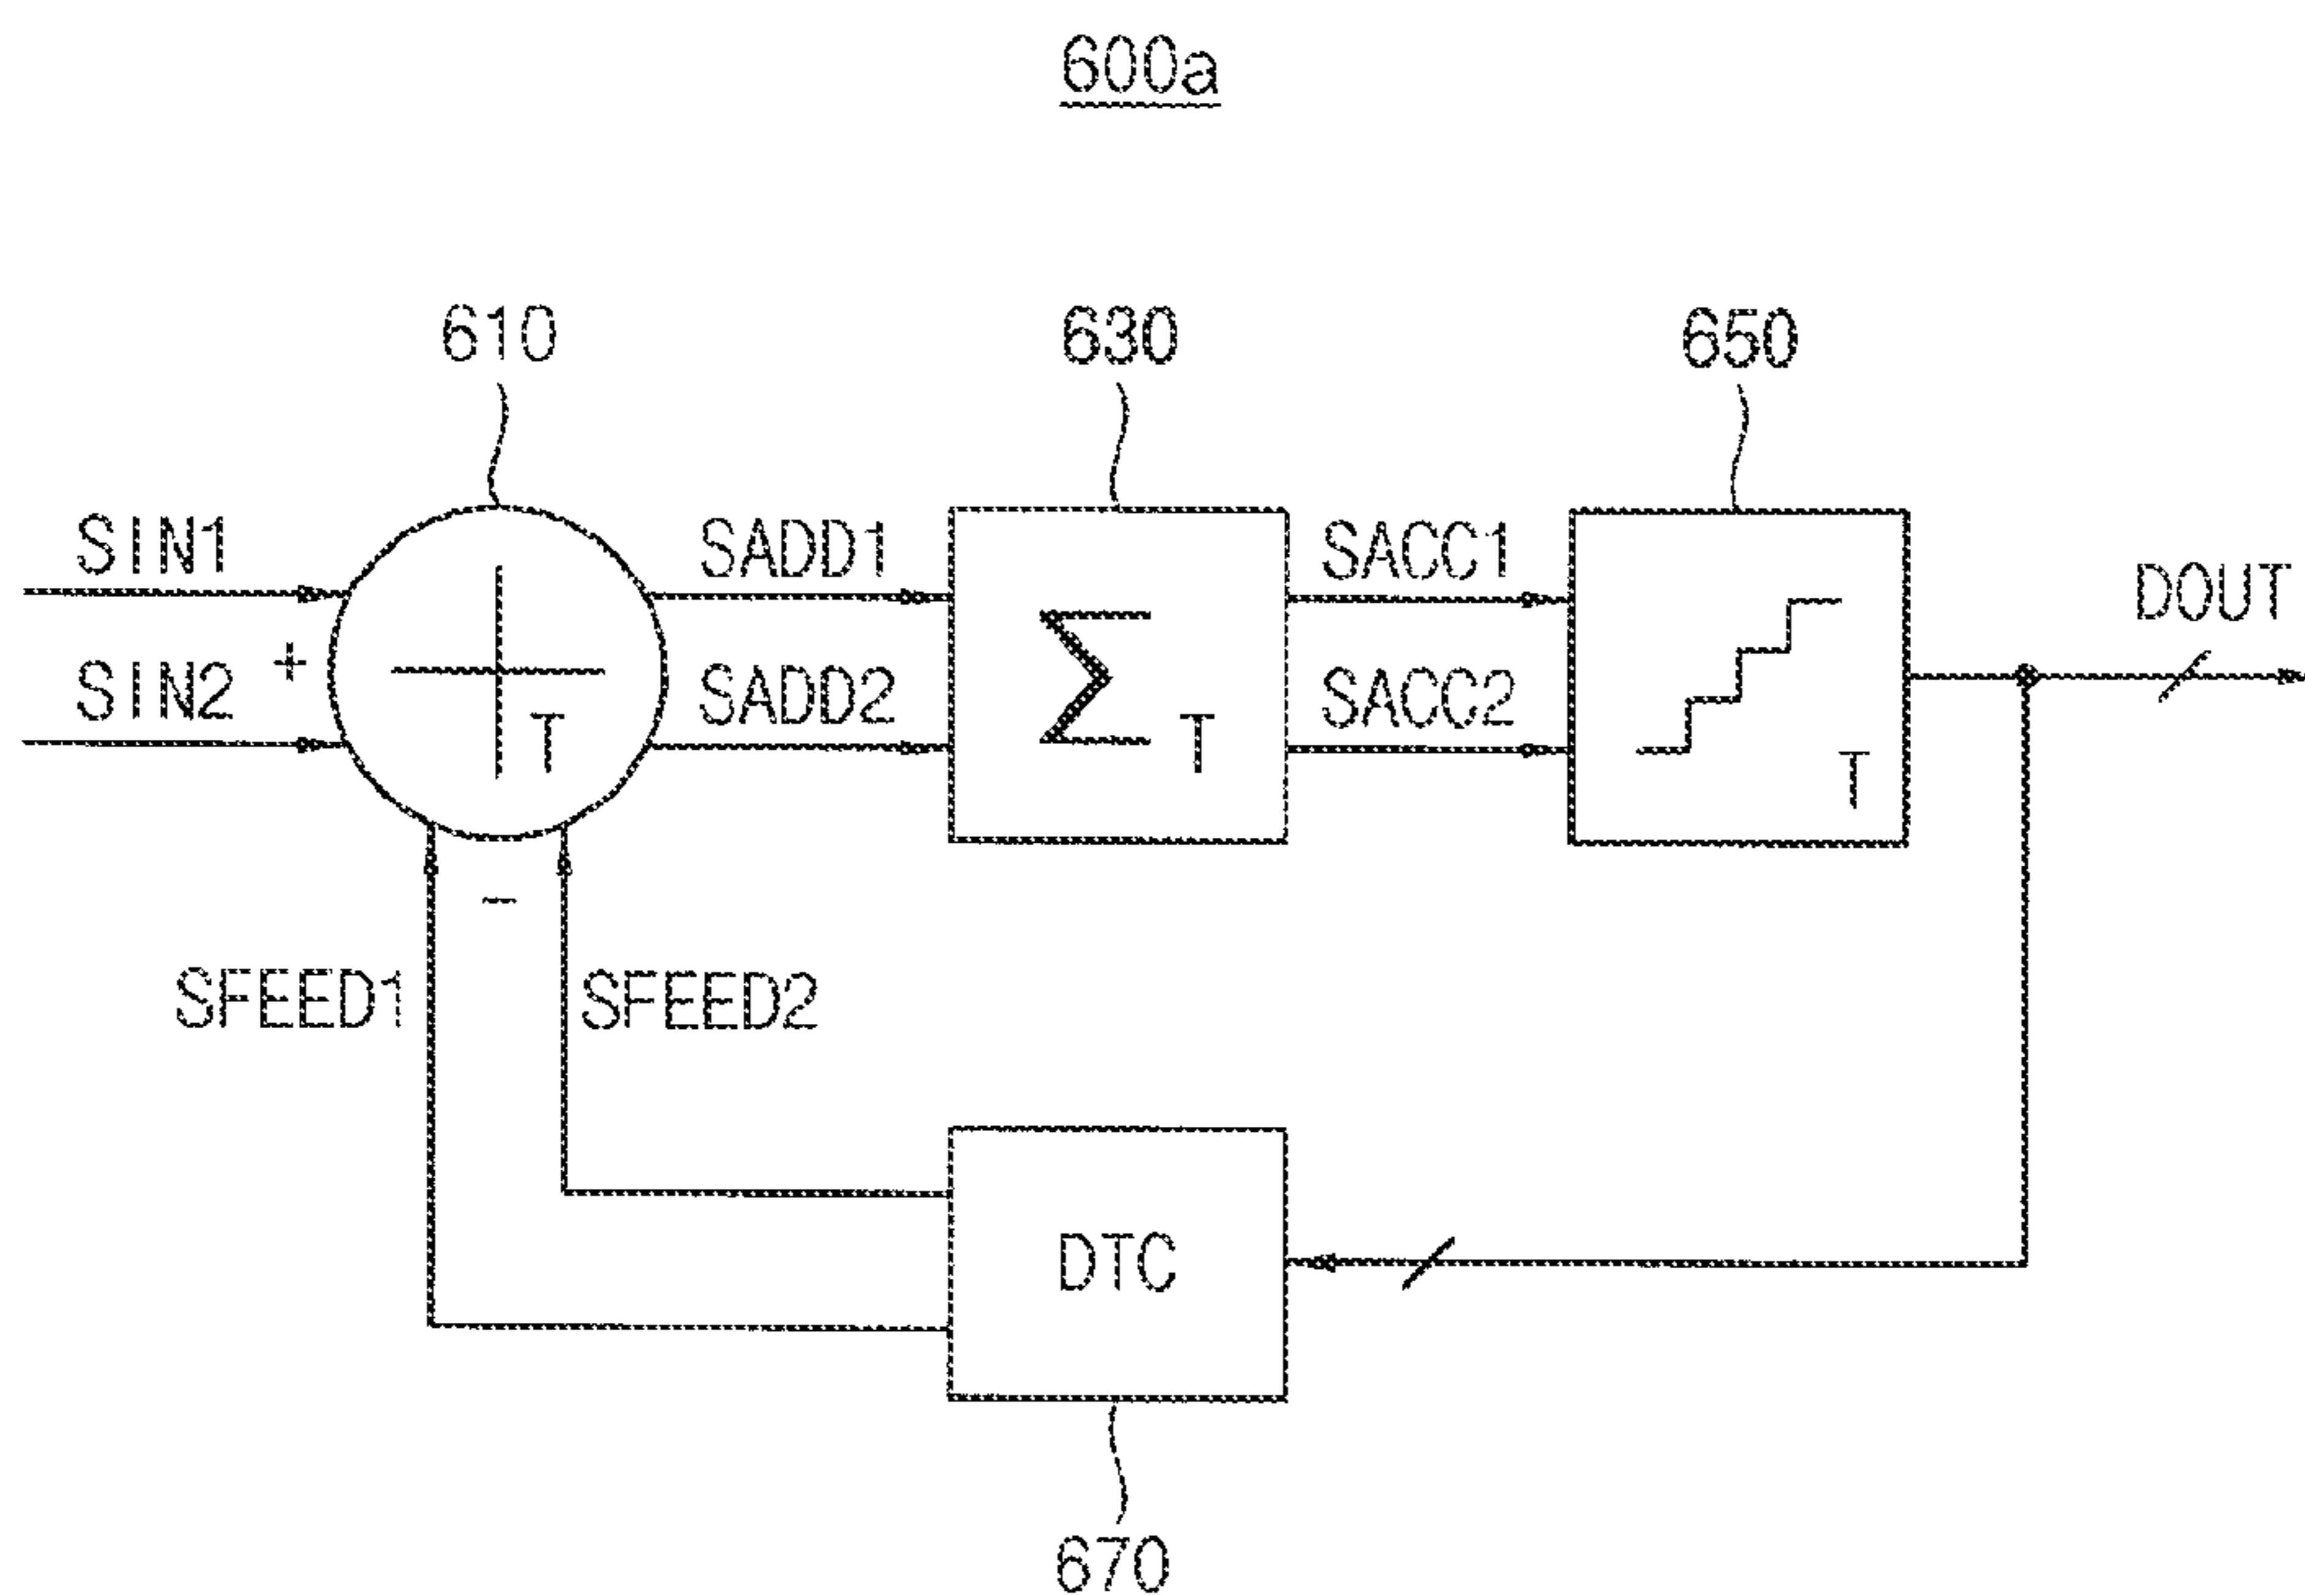 600a
610
630
650
SIN1
SADD1
SACC1
DOUT
+
SIN2
SADD2
SACC2
T
Σ T
T
-
SFEED1
SFEED2
DTC
670